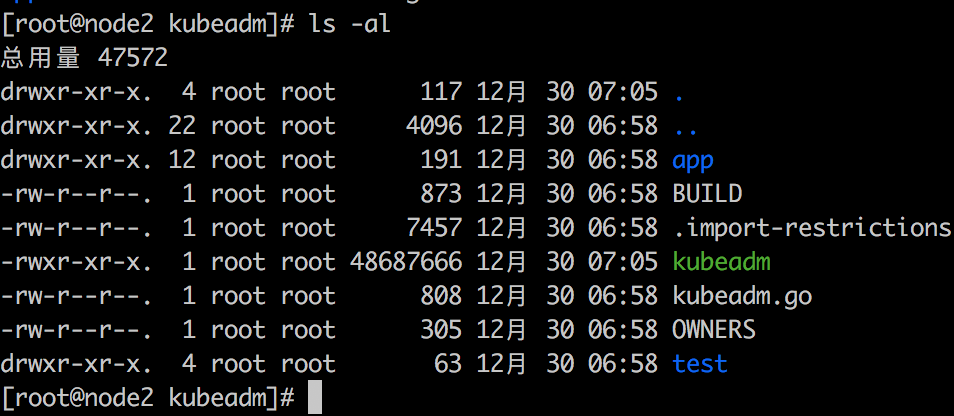 [root@node2 kubeadm]# ls -al
总用量 47572
drwxr-xr-x.  4 root root      117 12月 30 07:05 .
drwxr-xr-x. 22 root root     4096 12月 30 06:58 ..
drwxr-xr-x. 12 root root      191 12月 30 06:58 app
-rw-r--r--.  1 root root      873 12月 30 06:58 BUILD
-rw-r--r--.  1 root root     7457 12月 30 06:58 .import-restrictions
-rwxr-xr-x.  1 root root 48687666 12月 30 07:05 kubeadm
-rw-r--r--.  1 root root      808 12月 30 06:58 kubeadm.go
-rw-r--r--.  1 root root      305 12月 30 06:58 OWNERS
drwxr-xr-x.  4 root root       63 12月 30 06:58 test
[root@node2 kubeadm]#